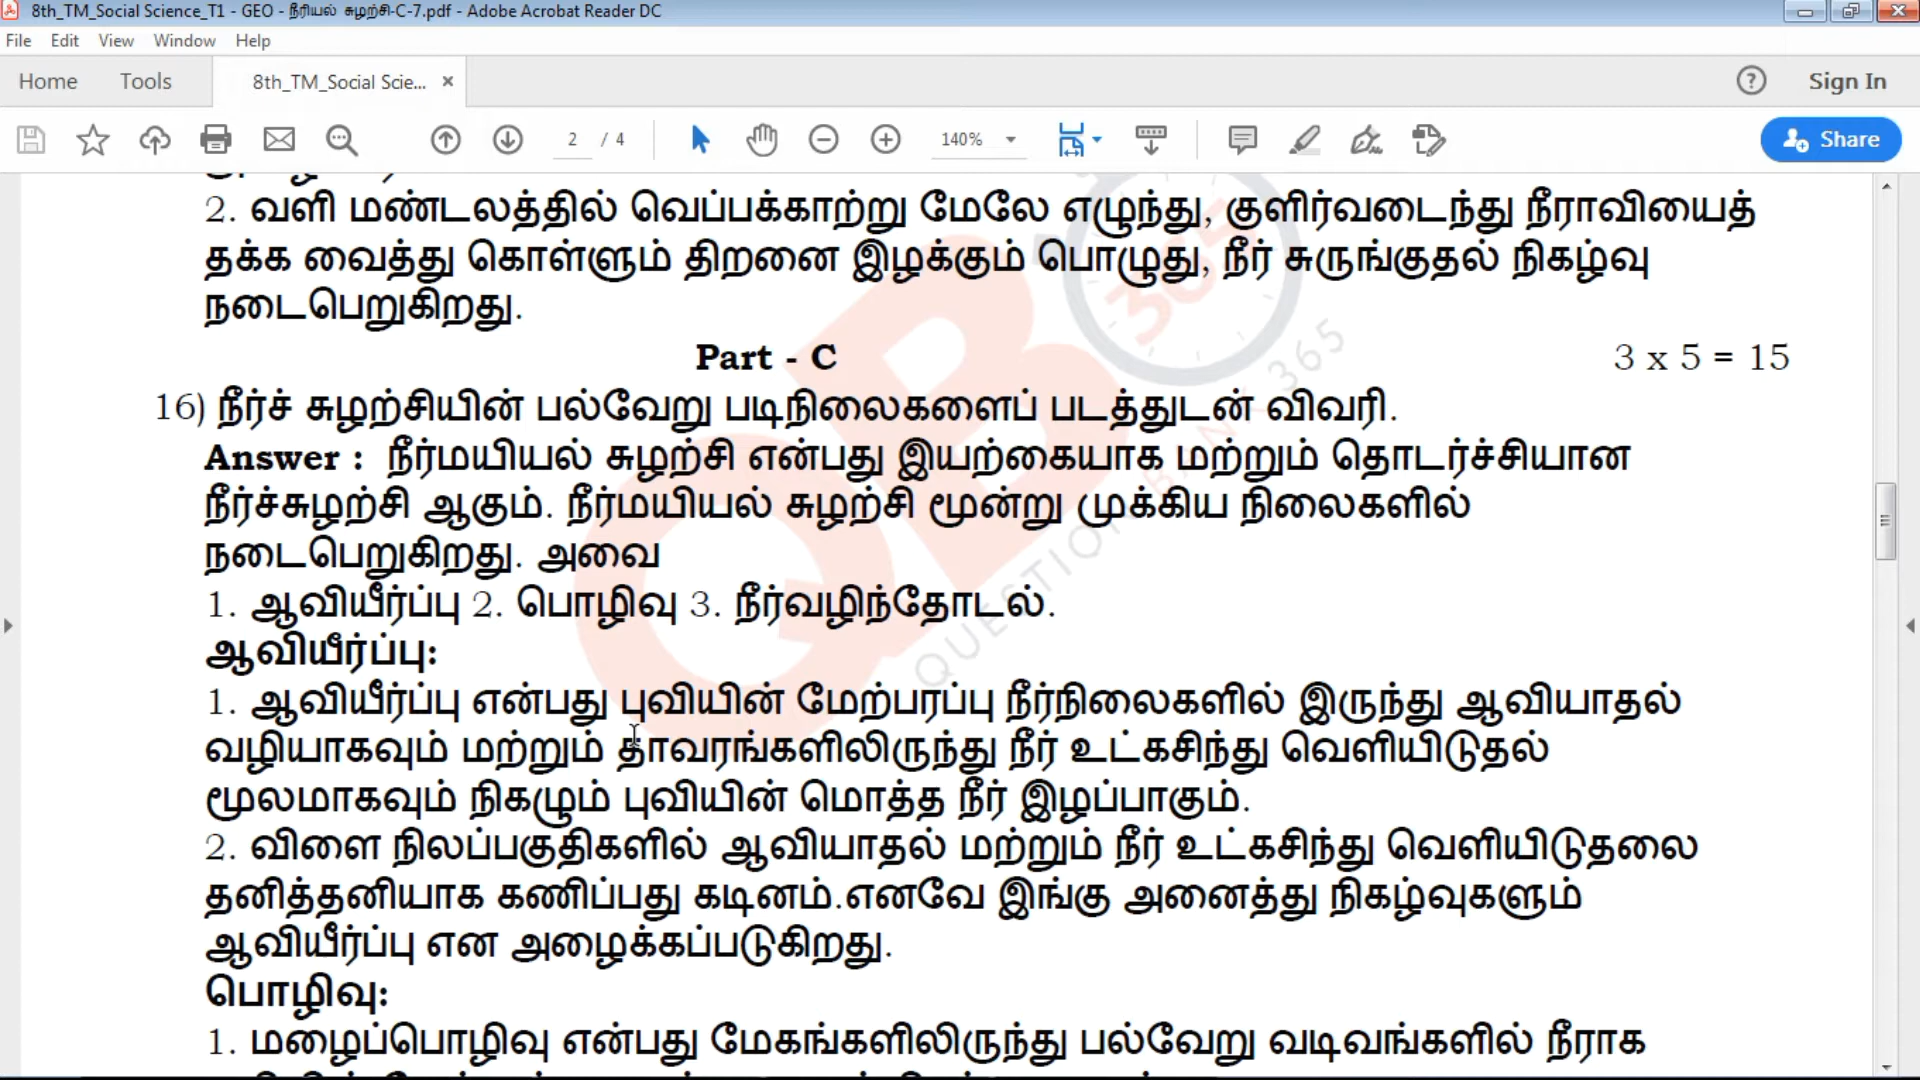 8th_TM_Social Science_T1 - GEO - நீரியல் சுழற்சி-C-7.pdf - Adobe Acrobat Reader DC
File Edit View Window Help
Home Tools 8th_TM_Social Scie... × Sign In
2 / 4 140% Share
2. வளி மண்டலத்தில் வெப்பக்காற்று மேலே எழுந்து, குளிர்வடைந்து நீராவியைத்
தக்க வைத்து கொள்ளும் திறனை இழக்கும் பொழுது, நீர் சுருங்குதல் நிகழ்வு
நடைபெறுகிறது.
Part - C 3 x 5 = 15
16) நீர்ச் சுழற்சியின் பல்வேறு படிநிலைகளைப் படத்துடன் விவரி.
Answer : நீர்மயியல் சுழற்சி என்பது இயற்கையாக மற்றும் தொடர்ச்சியான
நீர்ச்சுழற்சி ஆகும். நீர்மயியல் சுழற்சி மூன்று முக்கிய நிலைகளில்
நடைபெறுகிறது. அவை
1. ஆவியீர்ப்பு 2. பொழிவு 3. நீர்வழிந்தோடல்.
ஆவியீர்ப்பு:
1. ஆவியீர்ப்பு என்பது புவியின் மேற்பரப்பு நீர்நிலைகளில் இருந்து ஆவியாதல்
வழியாகவும் மற்றும் தாவரங்களிலிருந்து நீர் உட்கசிந்து வெளியிடுதல்
மூலமாகவும் நிகழும் புவியின் மொத்த நீர் இழப்பாகும்.
2. விளை நிலப்பகுதிகளில் ஆவியாதல் மற்றும் நீர் உட்கசிந்து வெளியிடுதலை
தனித்தனியாக கணிப்பது கடினம்.எனவே இங்கு அனைத்து நிகழ்வுகளும்
ஆவியீர்ப்பு என அழைக்கப்படுகிறது.
பொழிவு:
1. மழைப்பொழிவு என்பது மேகங்களிலிருந்து பல்வேறு வடிவங்களில் நீராக